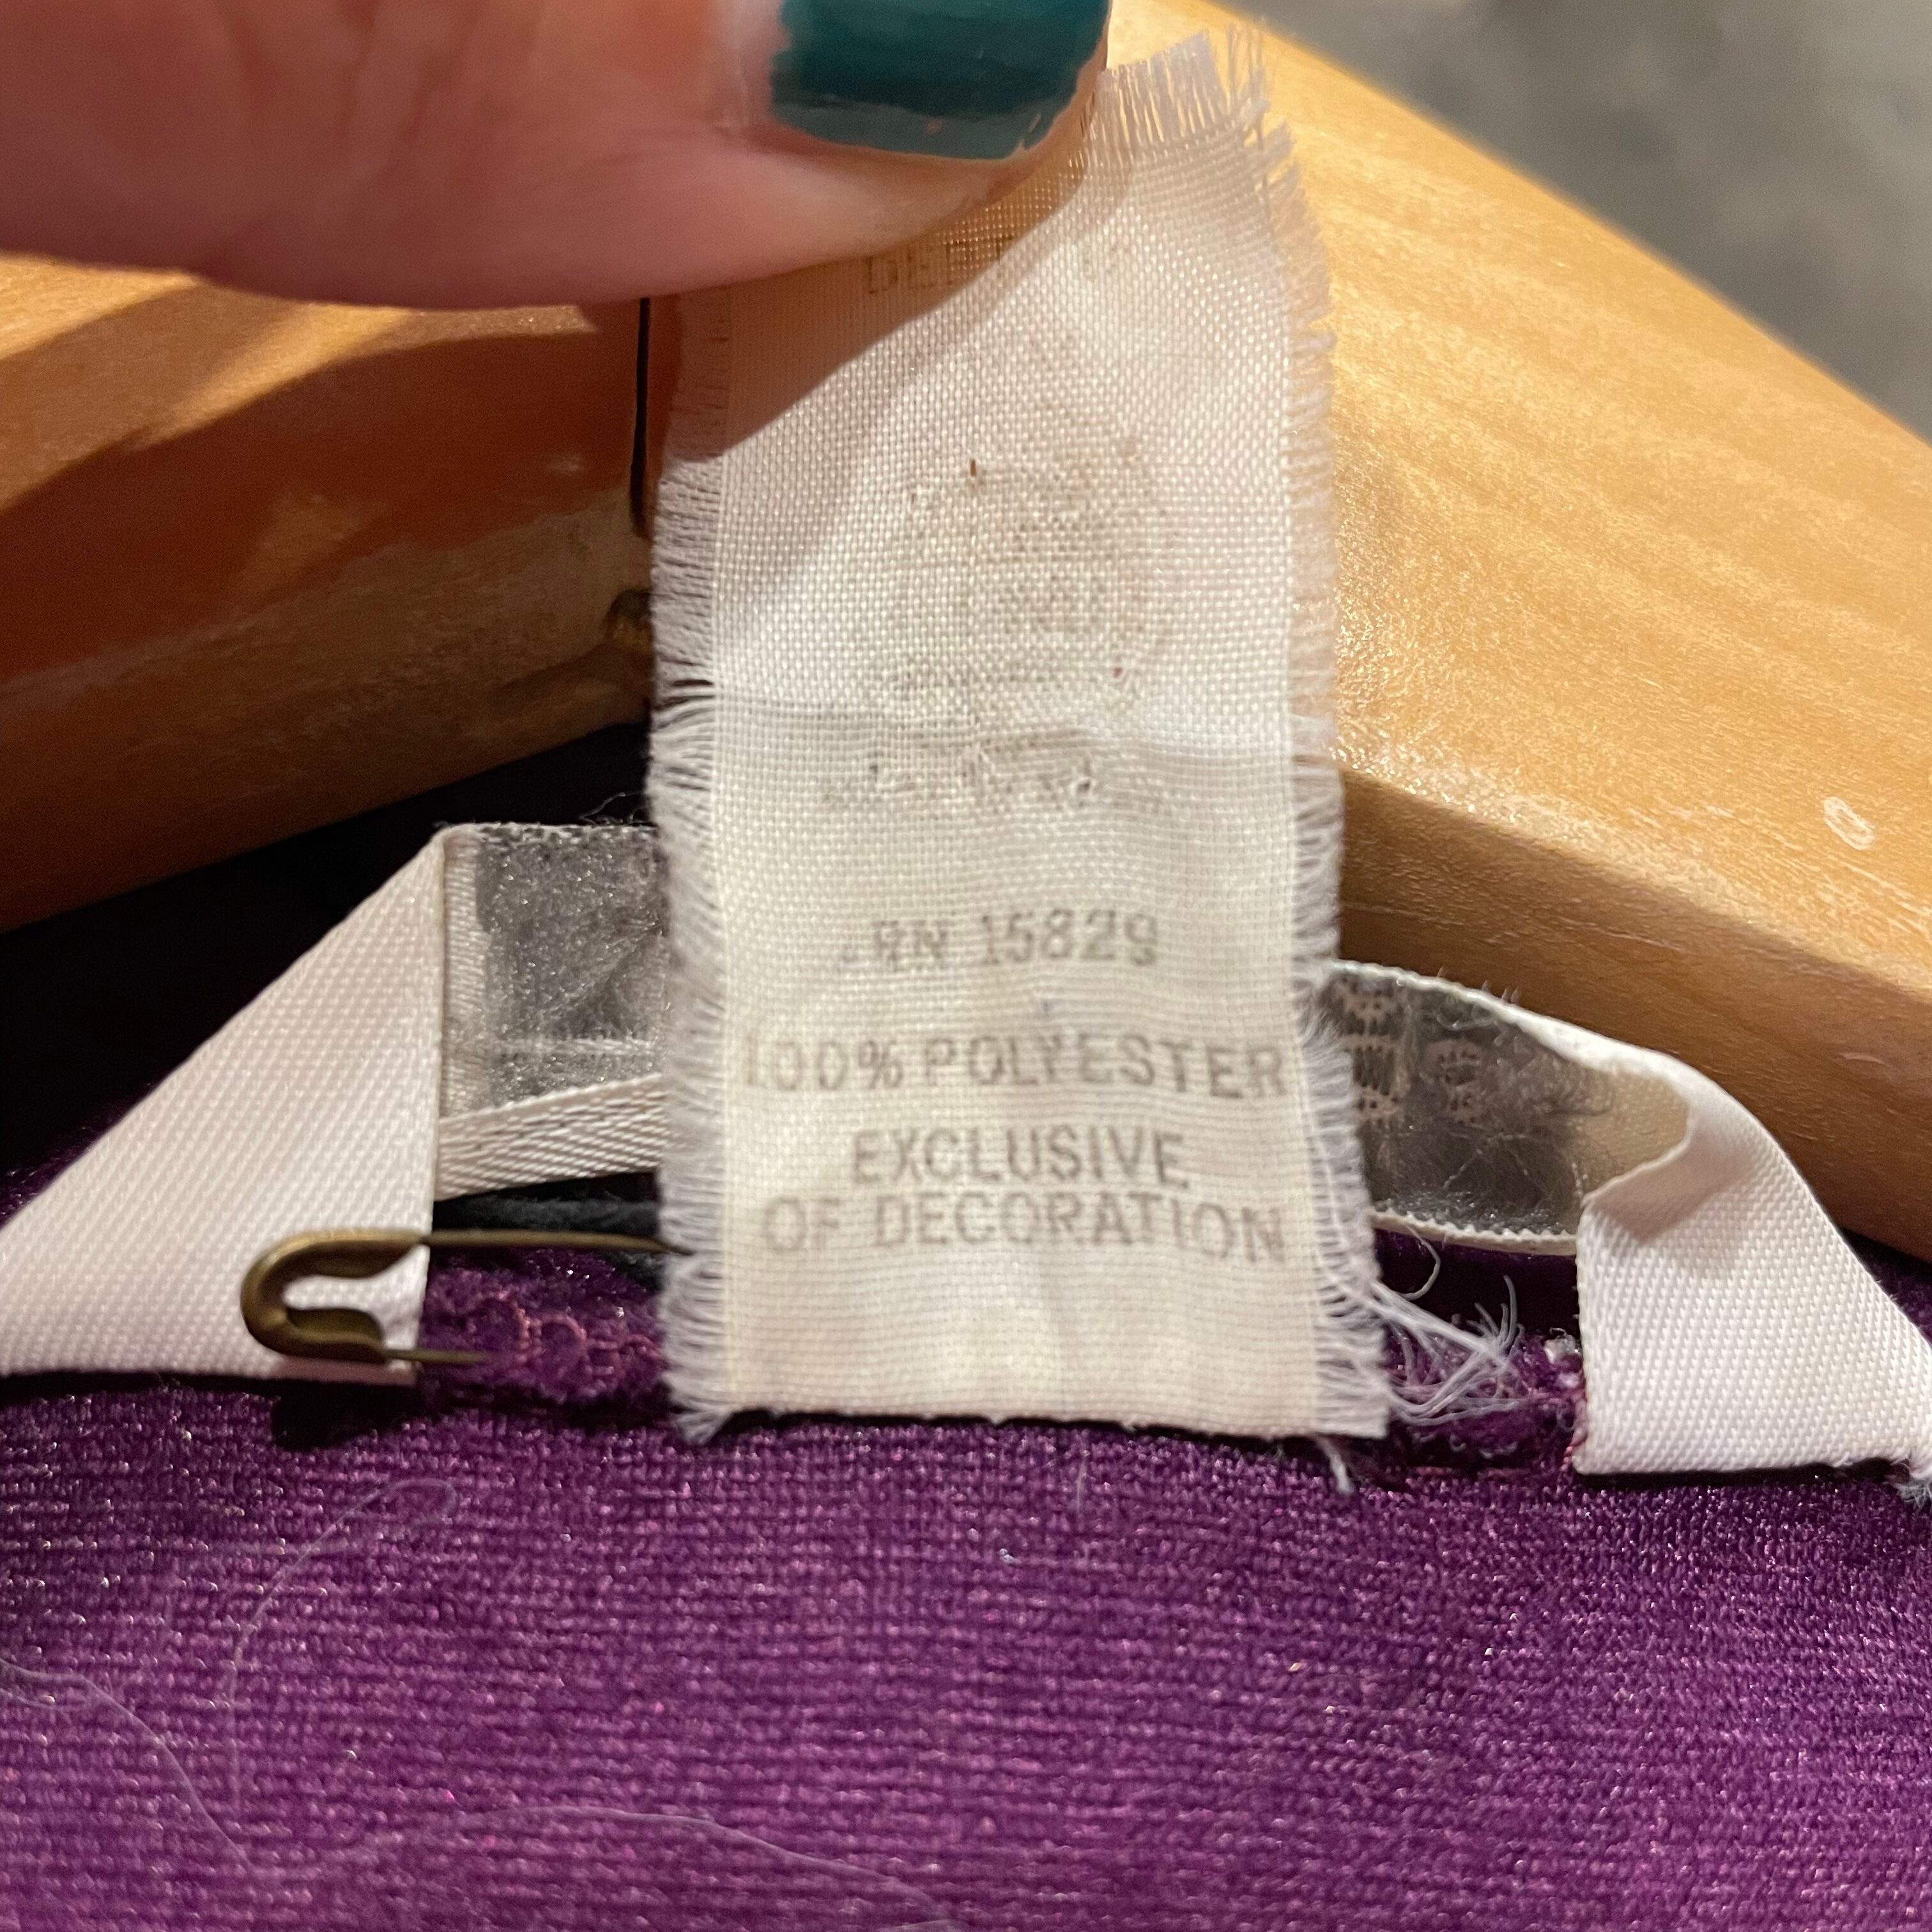 RN 15829
100% POLYESTER
EXCLUSIVE
OF DECORATION